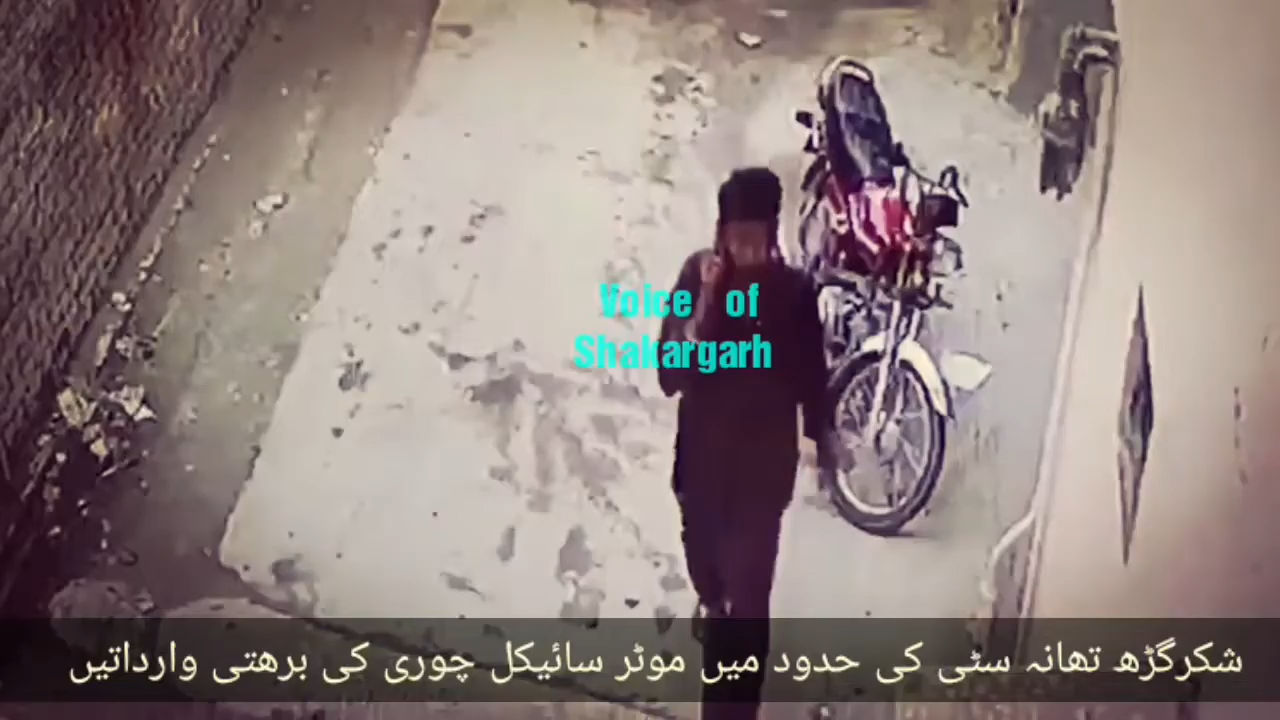 Voice of
Shakargarh
شکرگڑھ تھانہ سٹی کی حدود میں موٹر سائیکل چوری کی برھتی وارداتیں